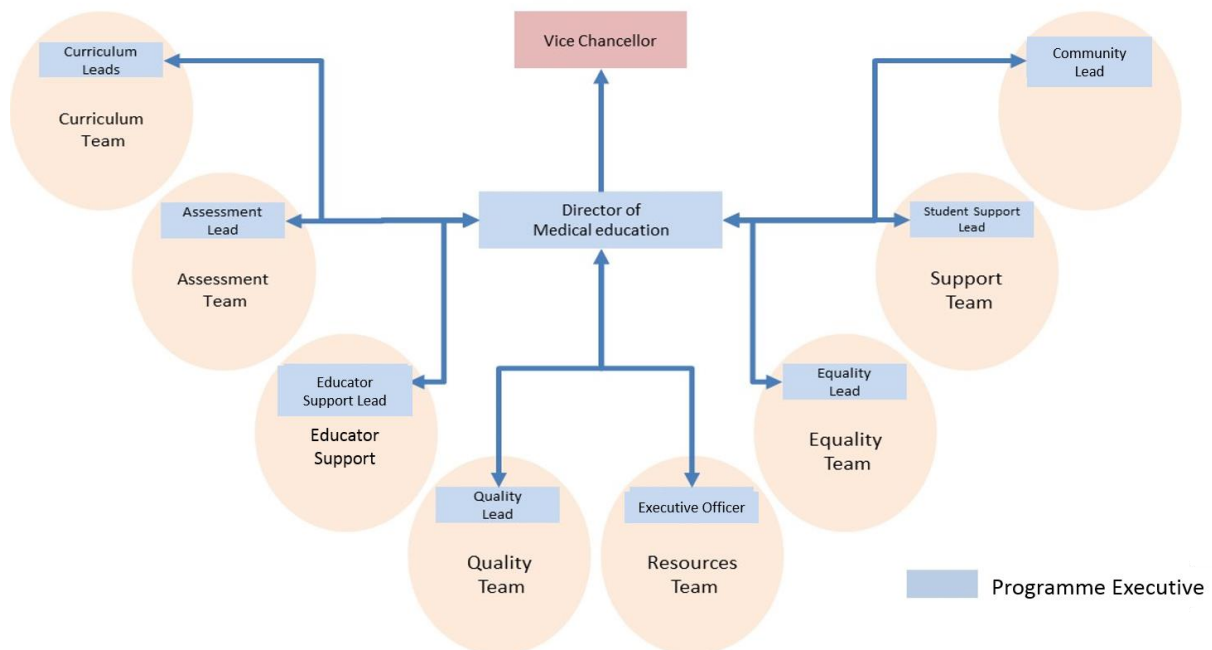 Vice Chancellor
Curriculum
Leads
Curriculum
Team
Community
Lead
Assessment
Lead
Assessment
Team
Director of
Medical education
Student Support
Lead
Support
Team
Educator
Support Lead
Educator
Support
Equality
Lead
Equality
Team
Quality
Lead
Quality
Team
Executive Officer
Resources
Team
Programme Executive